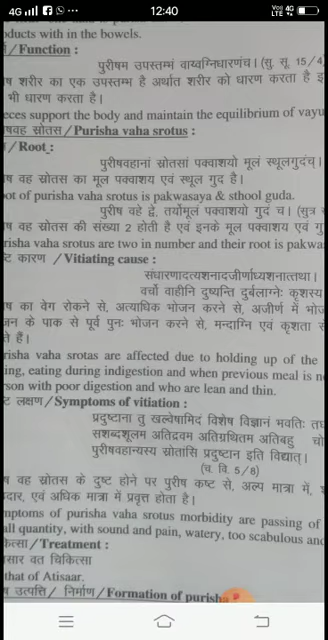 4G 12:40 Voo LTE 4G
oducts with in the bowels.
/ Function :
पुरीषम उपस्तम्भं वाय्वग्निधारणंच। (सु. सू. 15/4)
ष शरीर का एक उपस्तम्भ है अर्थात शरीर को धारण करता है
भी धारण करता है।
eces support the body and maintain the equilibrium of vayu
षवह स्रोतस / Purisha vaha srotus :
/ Root :
पुरीषवहानां स्रोतसां पक्वाशयो मूलं स्थूलगुदंच्।
ष वह स्रोतस का मूल पक्वाशय एवं स्थूल गुद है।
ot of purisha vaha srotus is pakwasaya & sthool guda.
पुरीष वहे द्वे, तर्योमूलं पक्वाशयो गुदं च। (सुत्र
ष वह स्रोतस की संख्या 2 होती है एवं इनके मूल पक्वाशय एवं गु
risha vaha srotus are two in number and their root is pakwa
कारण / Vitiating cause :
संधारणादत्यशनादजीर्णाध्यशनात्तथा।
वर्चो वाहीनि दुष्यन्ति दुर्बलाग्नेः कृशस्य
ष का वेग रोकने से, अत्याधिक भोजन करने से, अजीर्ण में भोज
जन के पाक से पूर्व पुनः भोजन करने से, मन्दाग्नि एवं कृशता
ते हैं।
risha vaha srotas are affected due to holding up of the
ing, eating during indigestion and when previous meal is n
rson with poor digestion and who are lean and thin.
लक्षण / Symptoms of vitiation :
प्रदुष्टाना तु खल्वेषामिदं विशेष विज्ञानं भवतिः
सशब्दशूलम अतिद्रवम अतिग्रथितम अतिबहु
पुरीषवहान्यस्य स्रोतांसि प्रदुष्टान इति विद्यात्।
(च. वि. 5/8)
ष वह स्रोतस के दुष्ट होने पर पुरीष कष्ट से, अल्प मात्रा में,
दार, एवं अधिक मात्रा में प्रवृत्त होता है।
mptoms of purisha vaha srotus morbidity are passing of
all quantity, with sound and pain, watery, too scabulous and
कित्सा / Treatment :
सार वत चिकित्सा
that of Atisaar.
ष उत्पत्ति / निर्माण / Formation of purish